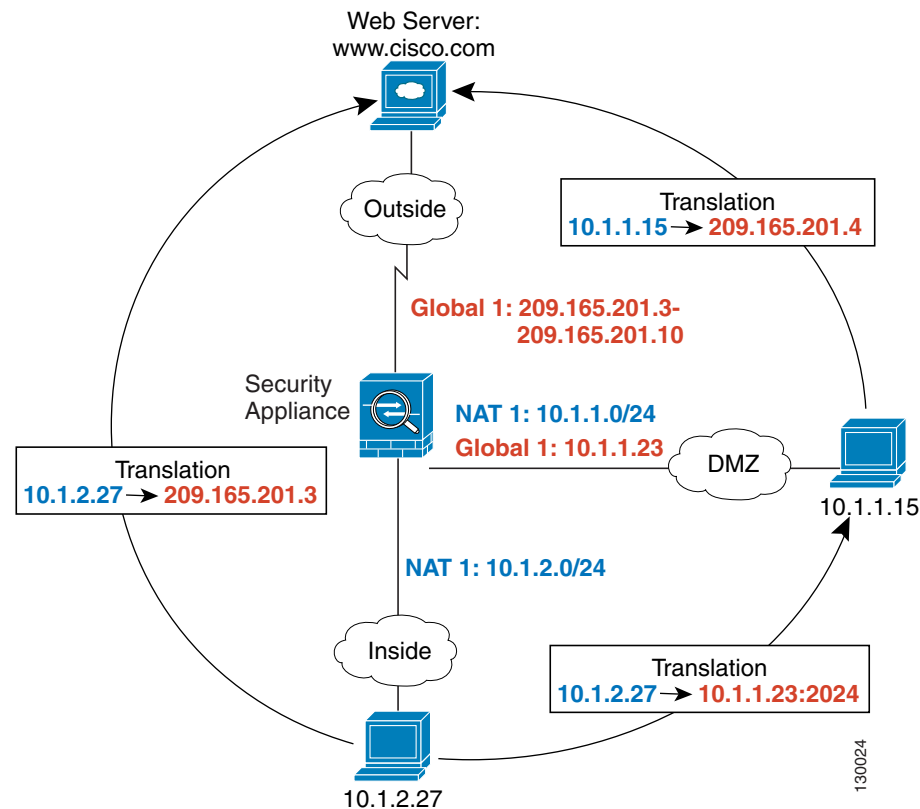 Web Server:
www.cisco.com
Outside
Translation
10.1.1.15 → 209.165.201.4
Global 1: 209.165.201.3-
209.165.201.10
Security
Appliance
NAT 1: 10.1.1.0/24
Global 1: 10.1.1.23
DMZ
10.1.1.15
Translation
10.1.2.27 → 209.165.201.3
NAT 1: 10.1.2.0/24
Inside
Translation
10.1.2.27 → 10.1.1.23:2024
10.1.2.27
130024